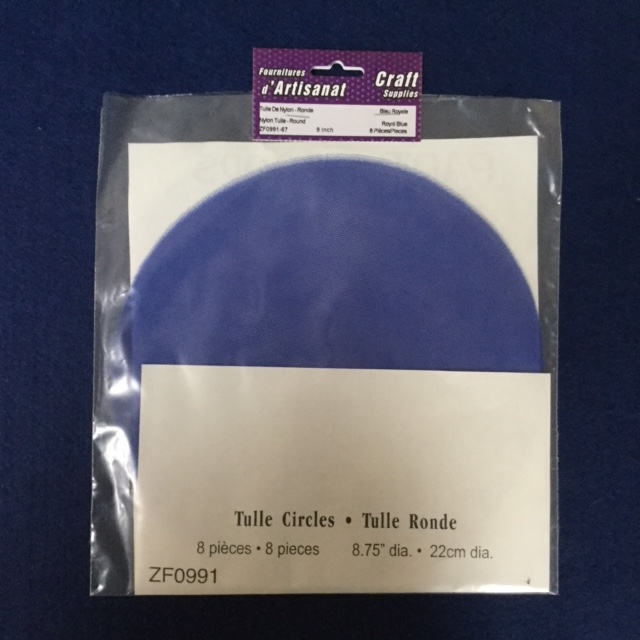 Fournitures
d'Artisanat
Craft
Supplies
Tulle De Nylon - Ronde Bleu Royale
Nylon Tulle - Round Royal Blue
ZF0991-67 9 inch 8 Pièces/Pieces
Tulle Circles • Tulle Ronde
8 pièces • 8 pieces 8.75" dia. • 22cm dia.
ZF0991